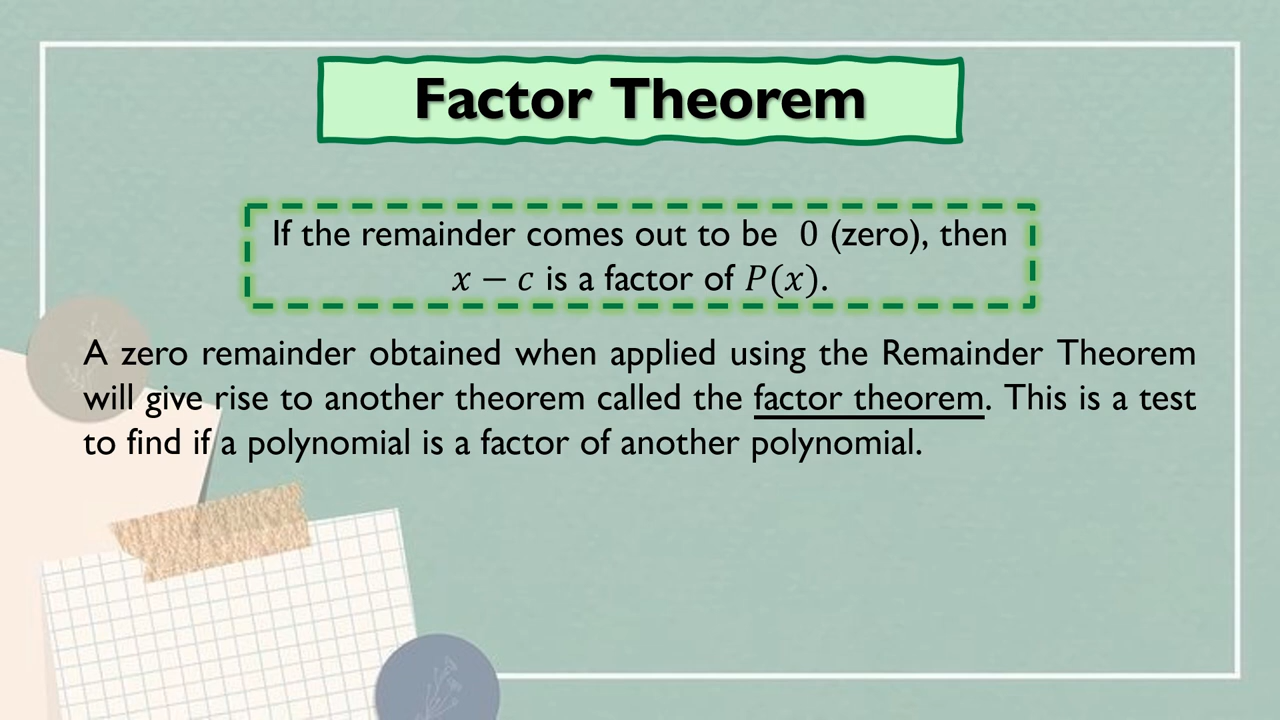 Factor Theorem
If the remainder comes out to be 0 (zero), then
x − c is a factor of P(x).
A zero remainder obtained when applied using the Remainder Theorem
will give rise to another theorem called the factor theorem. This is a test
to find if a polynomial is a factor of another polynomial.